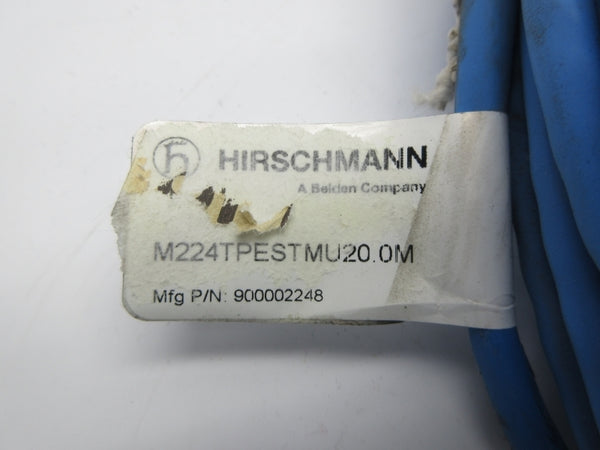 HIRSCHMANN
A Belden Company
M224TPESTMU20.0M
Mfg P/N: 900002248